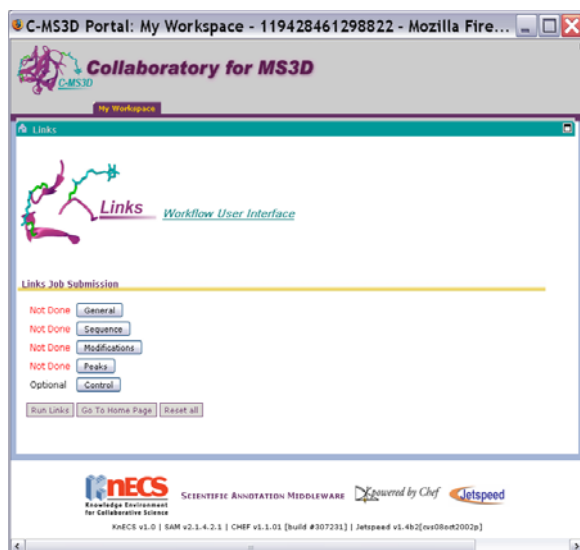 C-MS3D Portal: My Workspace - 119428461298822 - Mozilla Fire...
Collaboratory for MS3D
C-MS3D
My Workspace
Links
Links Workflow User Interface
Links Job Submission
Not Done General
Not Done Sequence
Not Done Modifications
Not Done Peaks
Optional Control
Run Links Go To Home Page Reset all
KnECS
Knowledge Environment
for Collaborative Science
SCIENTIFIC ANNOTATION MIDDLEWARE
powered by Chef
Jetspeed
KnECS v1.0 | SAM v2.1.4.2.1 | CHEF v1.1.01 [build #307231] | Jetspeed v1.4b2[cvs08oct2002p]